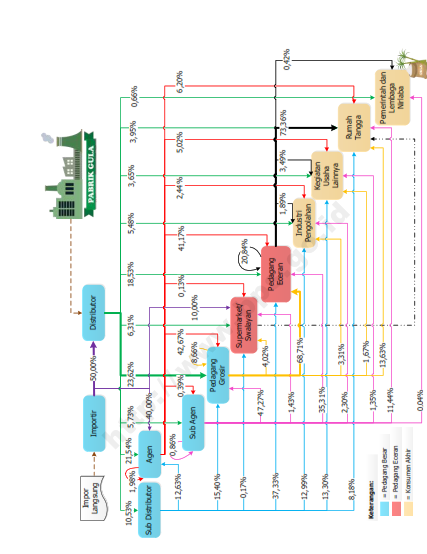 PABRIK GULA
Impor
Langsung
Importir
Distributor
Sub Distributor
Agen
Sub Agen
Pedagang
Grosir
Supermarket/
Swalayan
Pedagang
Eceran
Industri
Pengolahan
Kegiatan
Usaha
Lainnya
Rumah
Tangga
Pemerintah dan
Lembaga
Nirlaba
50,00%
40,00%
10,00%
10,53%
21,54%
5,73%
23,62%
6,31%
18,53%
5,48%
3,65%
3,95%
0,66%
1,98%
0,39%
42,67%
0,13%
41,17%
2,44%
5,02%
6,20%
0,86%
8,66%
20,84%
1,89%
3,49%
73,36%
0,42%
12,63%
15,40%
0,17%
37,33%
12,99%
13,30%
8,18%
47,27%
1,43%
35,31%
2,30%
1,35%
11,44%
0,04%
4,02%
68,71%
3,31%
1,67%
13,63%
Keterangan:
= Pedagang Besar
= Pedagang Eceran
= Konsumen Akhir